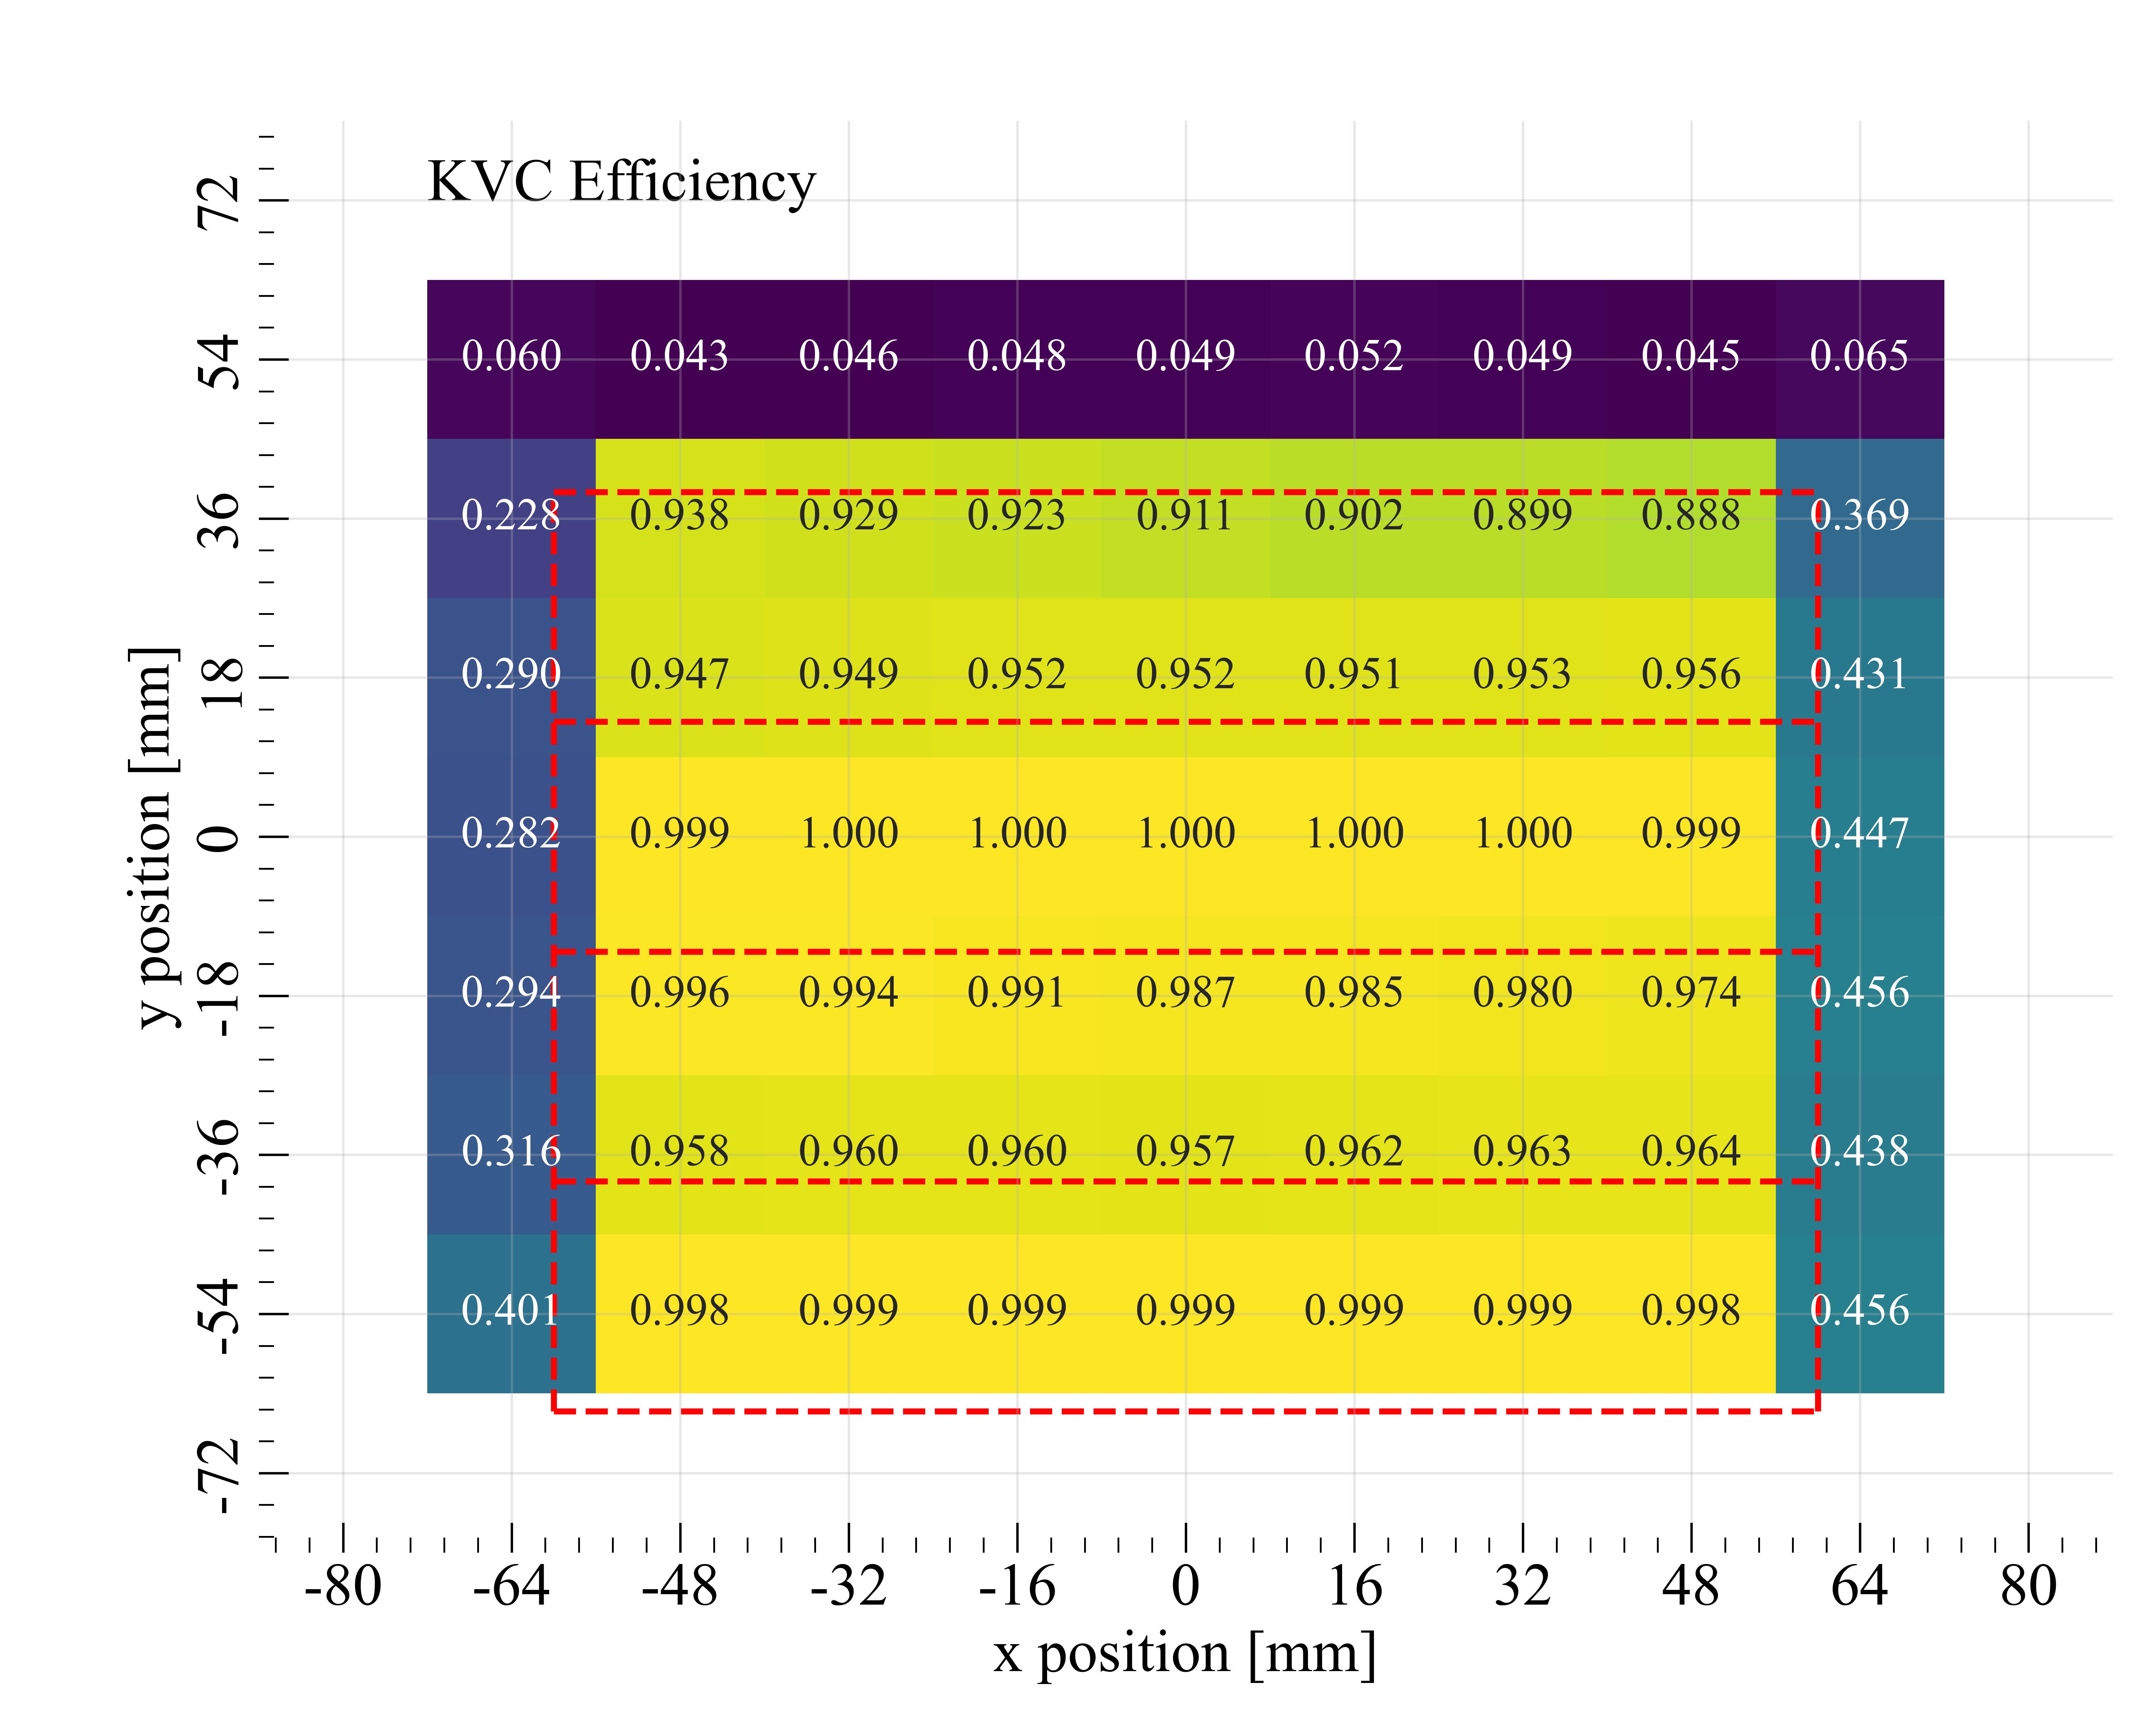 KVC Efficiency
72
54
0.060 0.043 0.046 0.048 0.049 0.052 0.049 0.045 0.065
36
0.228 0.938 0.929 0.923 0.911 0.902 0.899 0.888 0.369
18
0.290 0.947 0.949 0.952 0.952 0.951 0.953 0.956 0.431
0
0.282 0.999 1.000 1.000 1.000 1.000 1.000 0.999 0.447
-18
0.294 0.996 0.994 0.991 0.987 0.985 0.980 0.974 0.456
-36
0.316 0.958 0.960 0.960 0.957 0.962 0.963 0.964 0.438
-54
0.401 0.998 0.999 0.999 0.999 0.999 0.999 0.998 0.456
-72
y position [mm]
-80 -64 -48 -32 -16 0 16 32 48 64 80
x position [mm]